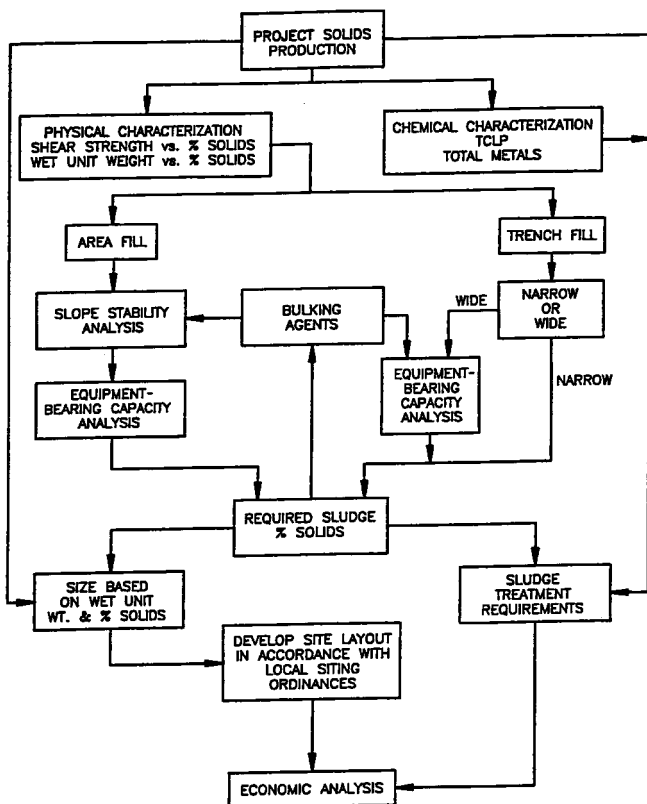 PROJECT SOLIDS
PRODUCTION
PHYSICAL CHARACTERIZATION
SHEAR STRENGTH vs. % SOLIDS
WET UNIT WEIGHT vs. % SOLIDS
CHEMICAL CHARACTERIZATION
TCLP
TOTAL METALS
AREA FILL
TRENCH FILL
SLOPE STABILITY
ANALYSIS
BULKING
AGENTS
WIDE
NARROW
OR
WIDE
EQUIPMENT-
BEARING CAPACITY
ANALYSIS
EQUIPMENT-
BEARING
CAPACITY
ANALYSIS
NARROW
REQUIRED SLUDGE
% SOLIDS
SIZE BASED
ON WET UNIT
WT. & % SOLIDS
SLUDGE
TREATMENT
REQUIREMENTS
DEVELOP SITE LAYOUT
IN ACCORDANCE WITH
LOCAL SITING
ORDINANCES
ECONOMIC ANALYSIS